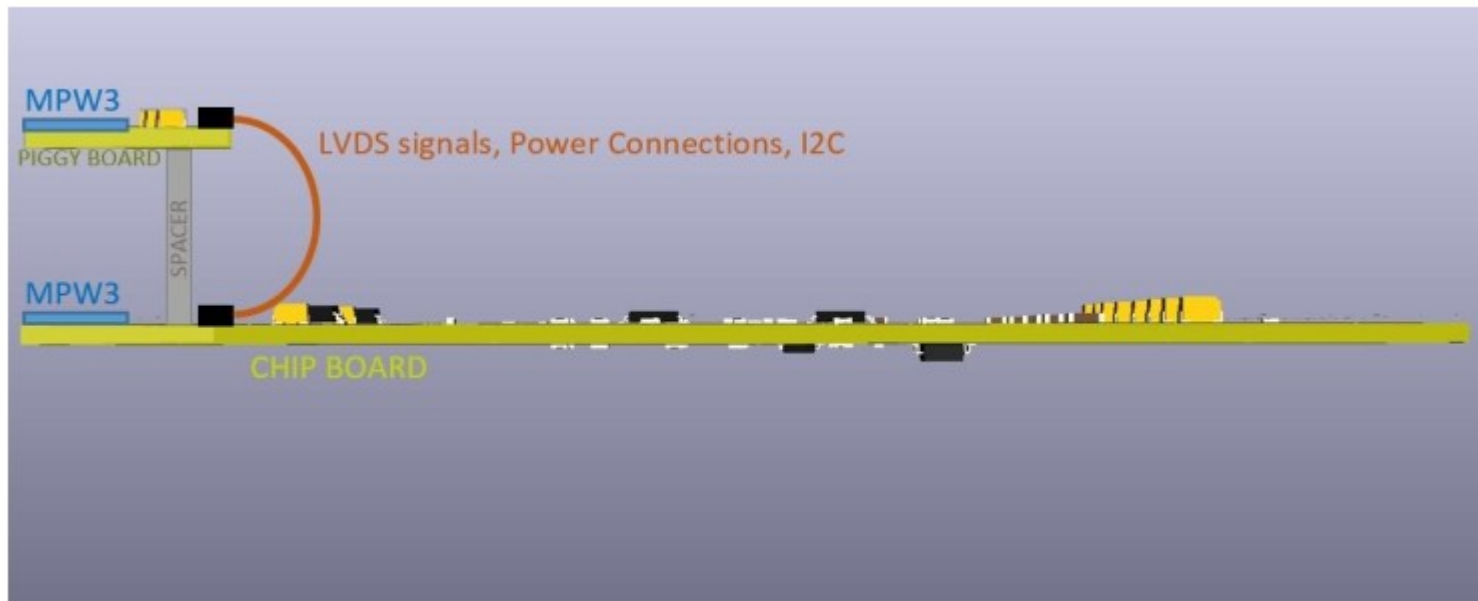 MPW3
LVDS signals, Power Connections, I2C
PIGGY BOARD
SPACER
MPW3
CHIP BOARD